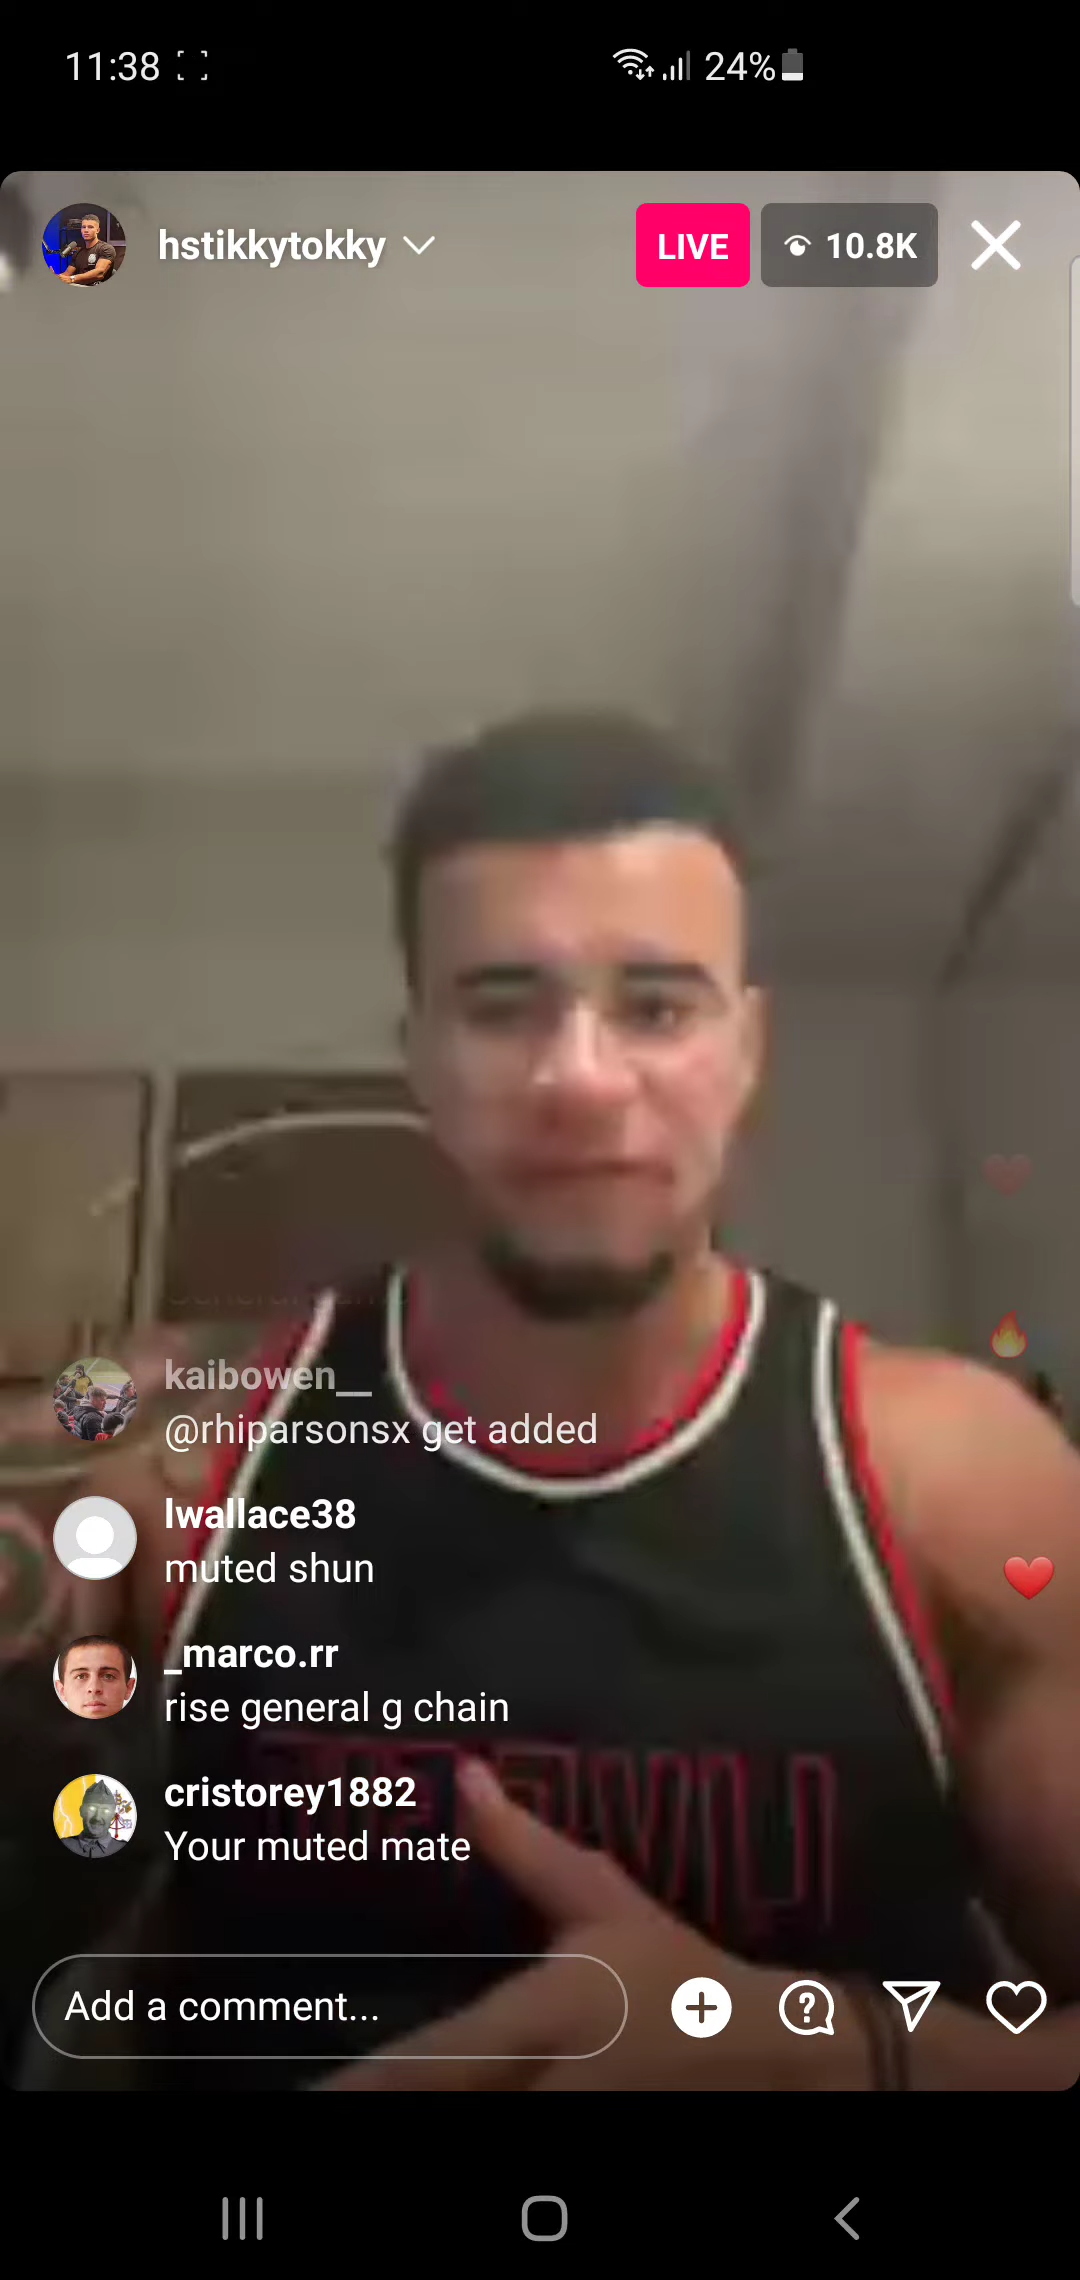 11:38
24%
hstikkytokky
LIVE
10.8K
kaibowen__
@rhiparsonsx get added
lwallace38
muted shun
_marco.rr
rise general g chain
cristorey1882
Your muted mate
Add a comment...